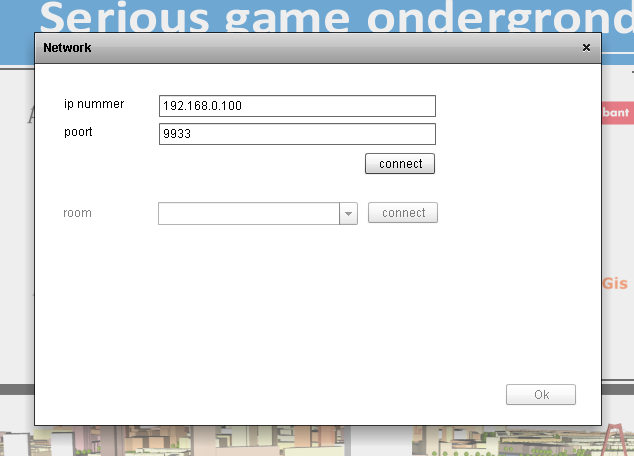 Serious game ondergrond
Network
ip nummer 192.168.0.100
poort 9933
connect
room connect
Ok
bant
Gis